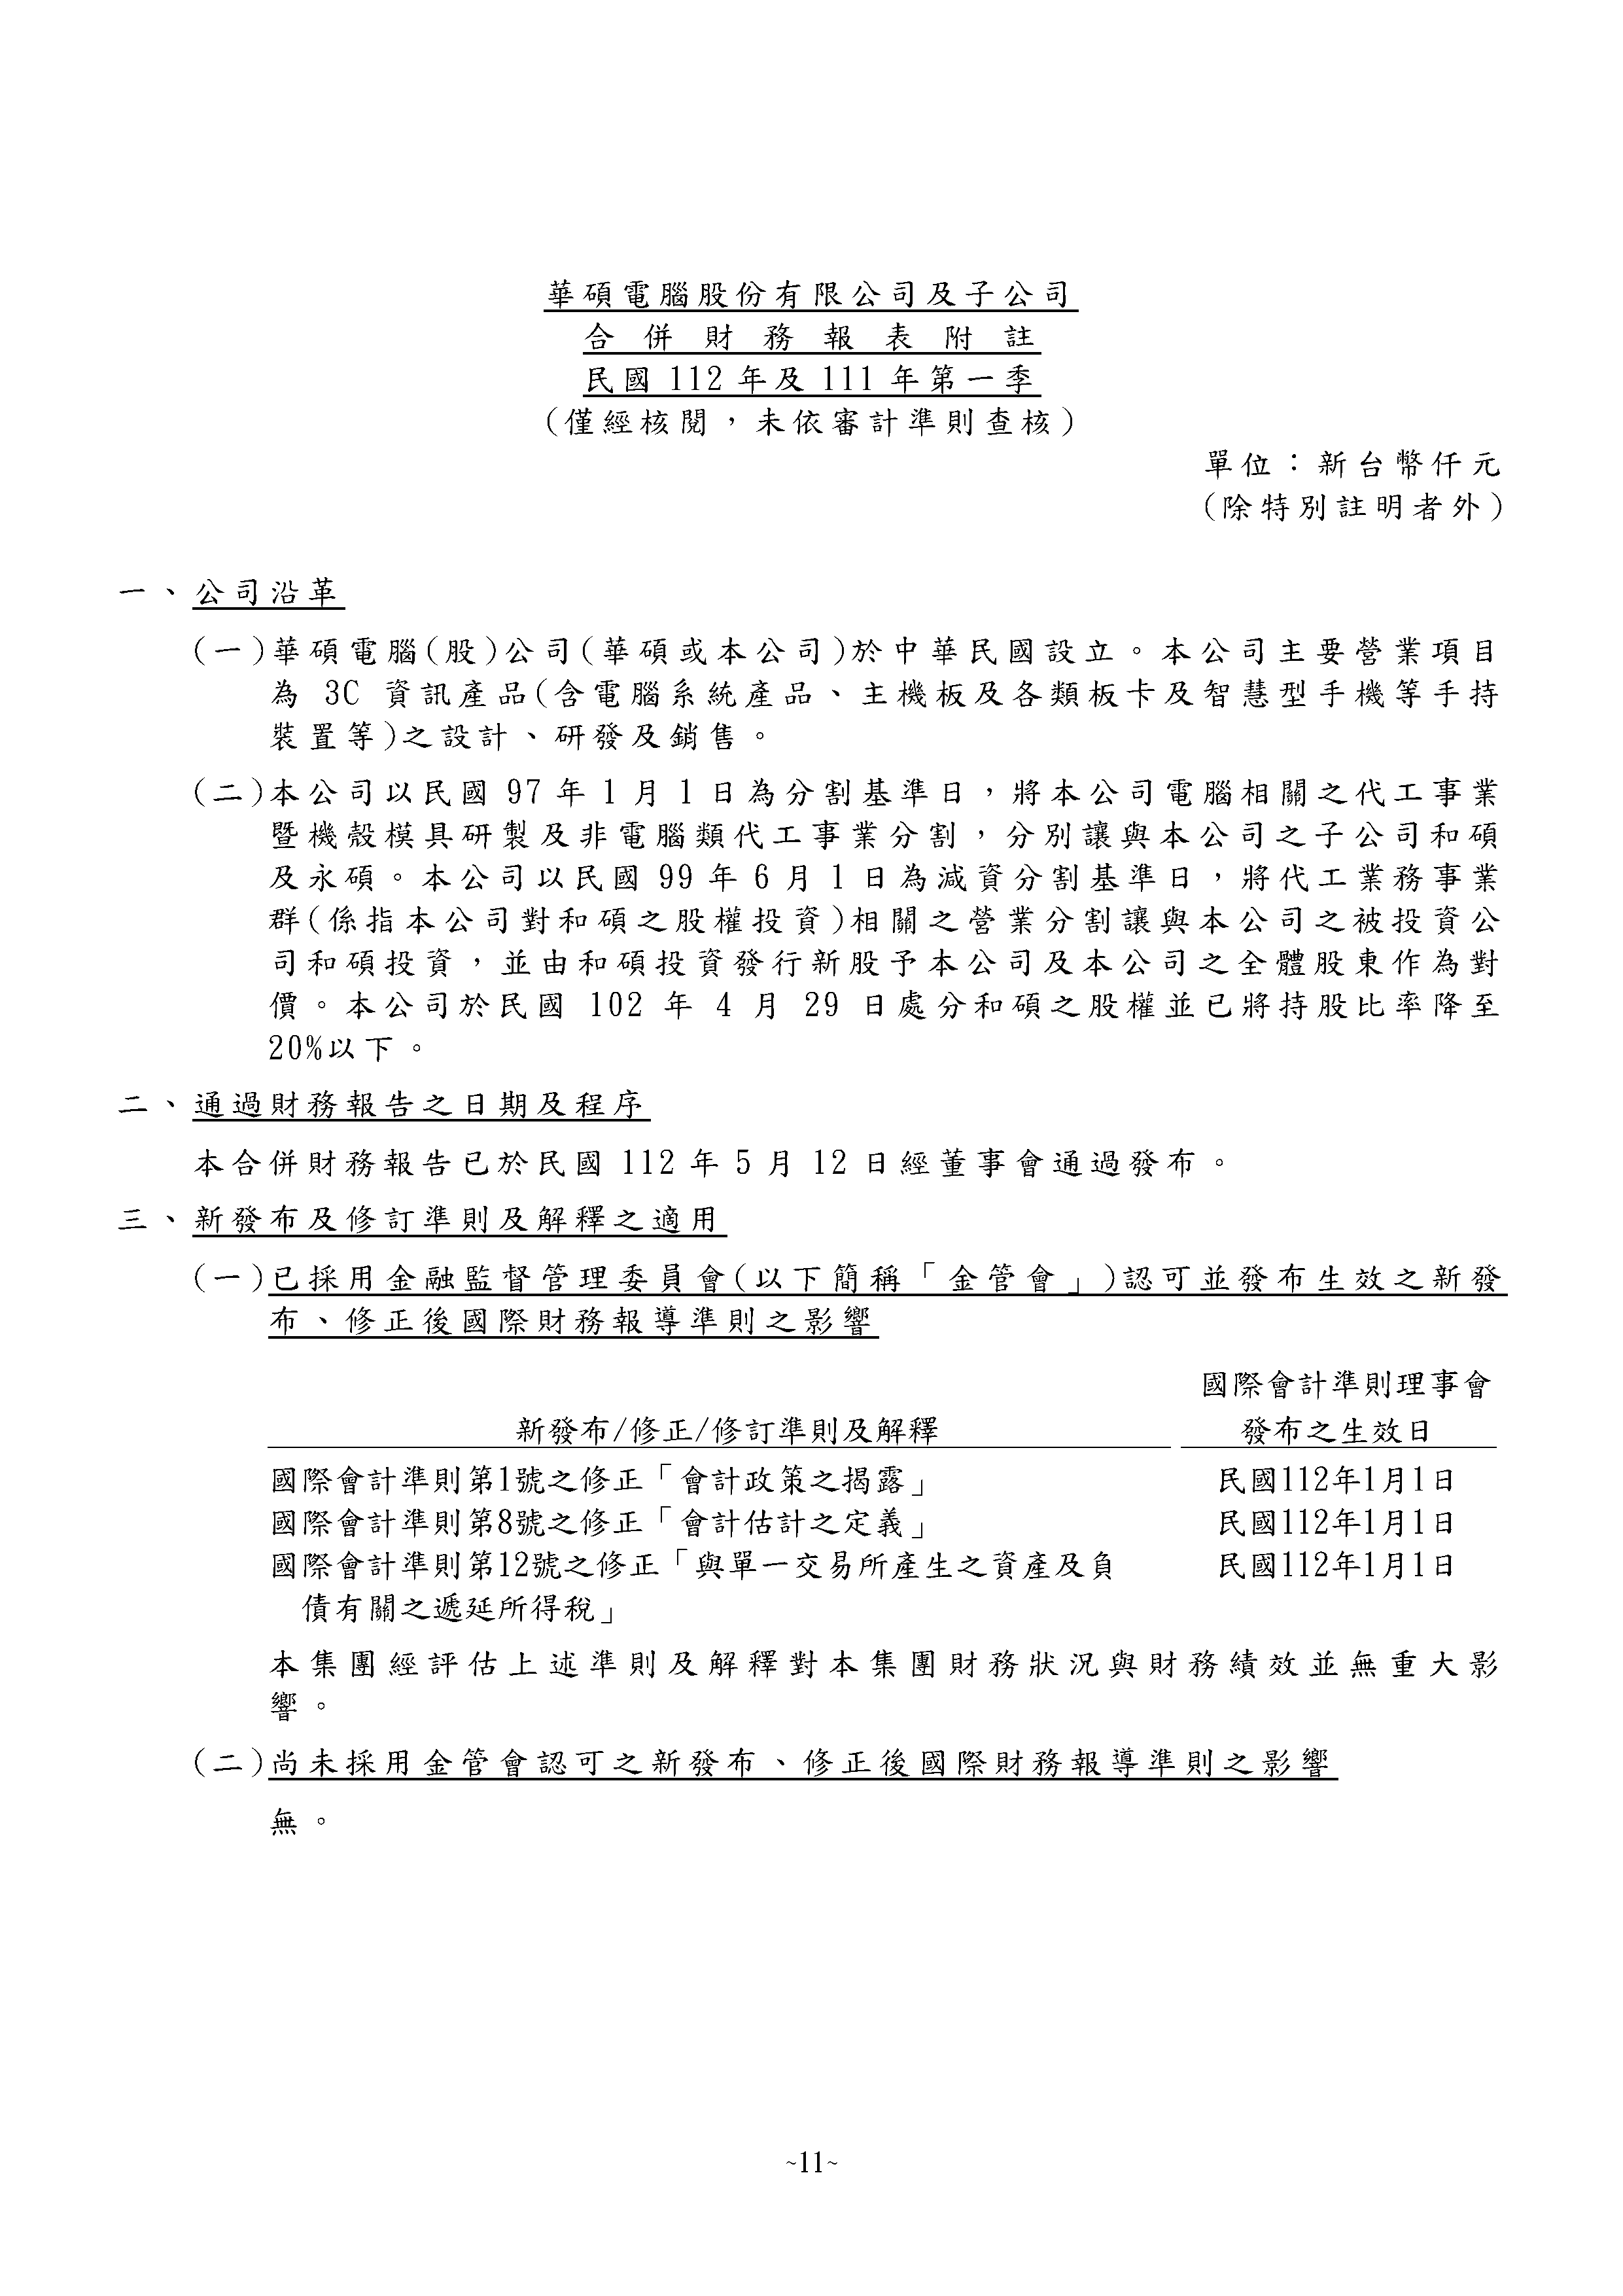 華碩電腦股份有限公司及子公司
合併財務報表附註
民國 112 年及 111 年第一季
(僅經核閱，未依審計準則查核)
單位：新台幣仟元
(除特別註明者外)
一、公司沿革
(一)華碩電腦(股)公司(華碩或本公司)於中華民國設立。本公司主要營業項目
為 3C 資訊產品(含電腦系統產品、主機板及各類板卡及智慧型手機等手持
裝置等)之設計、研發及銷售。
(二)本公司以民國 97 年 1 月 1 日為分割基準日，將本公司電腦相關之代工事業
暨機殼模具研製及非電腦類代工事業分割，分別讓與本公司之子公司和碩
及永碩。本公司以民國 99 年 6 月 1 日為減資分割基準日，將代工業務事業
群(係指本公司對和碩之股權投資)相關之營業分割讓與本公司之被投資公
司和碩投資，並由和碩投資發行新股予本公司及本公司之全體股東作為對
價。本公司於民國 102 年 4 月 29 日處分和碩之股權並已將持股比率降至
20%以下。
二、通過財務報告之日期及程序
本合併財務報告已於民國 112 年 5 月 12 日經董事會通過發布。
三、新發布及修訂準則及解釋之適用
(一)已採用金融監督管理委員會(以下簡稱「金管會」)認可並發布生效之新發
布、修正後國際財務報導準則之影響
國際會計準則理事會
新發布/修正/修訂準則及解釋 發布之生效日
國際會計準則第1號之修正「會計政策之揭露」 民國112年1月1日
國際會計準則第8號之修正「會計估計之定義」 民國112年1月1日
國際會計準則第12號之修正「與單一交易所產生之資產及負 民國112年1月1日
債有關之遞延所得稅」
本集團經評估上述準則及解釋對本集團財務狀況與財務績效並無重大影
響。
(二)尚未採用金管會認可之新發布、修正後國際財務報導準則之影響
無。
~11~